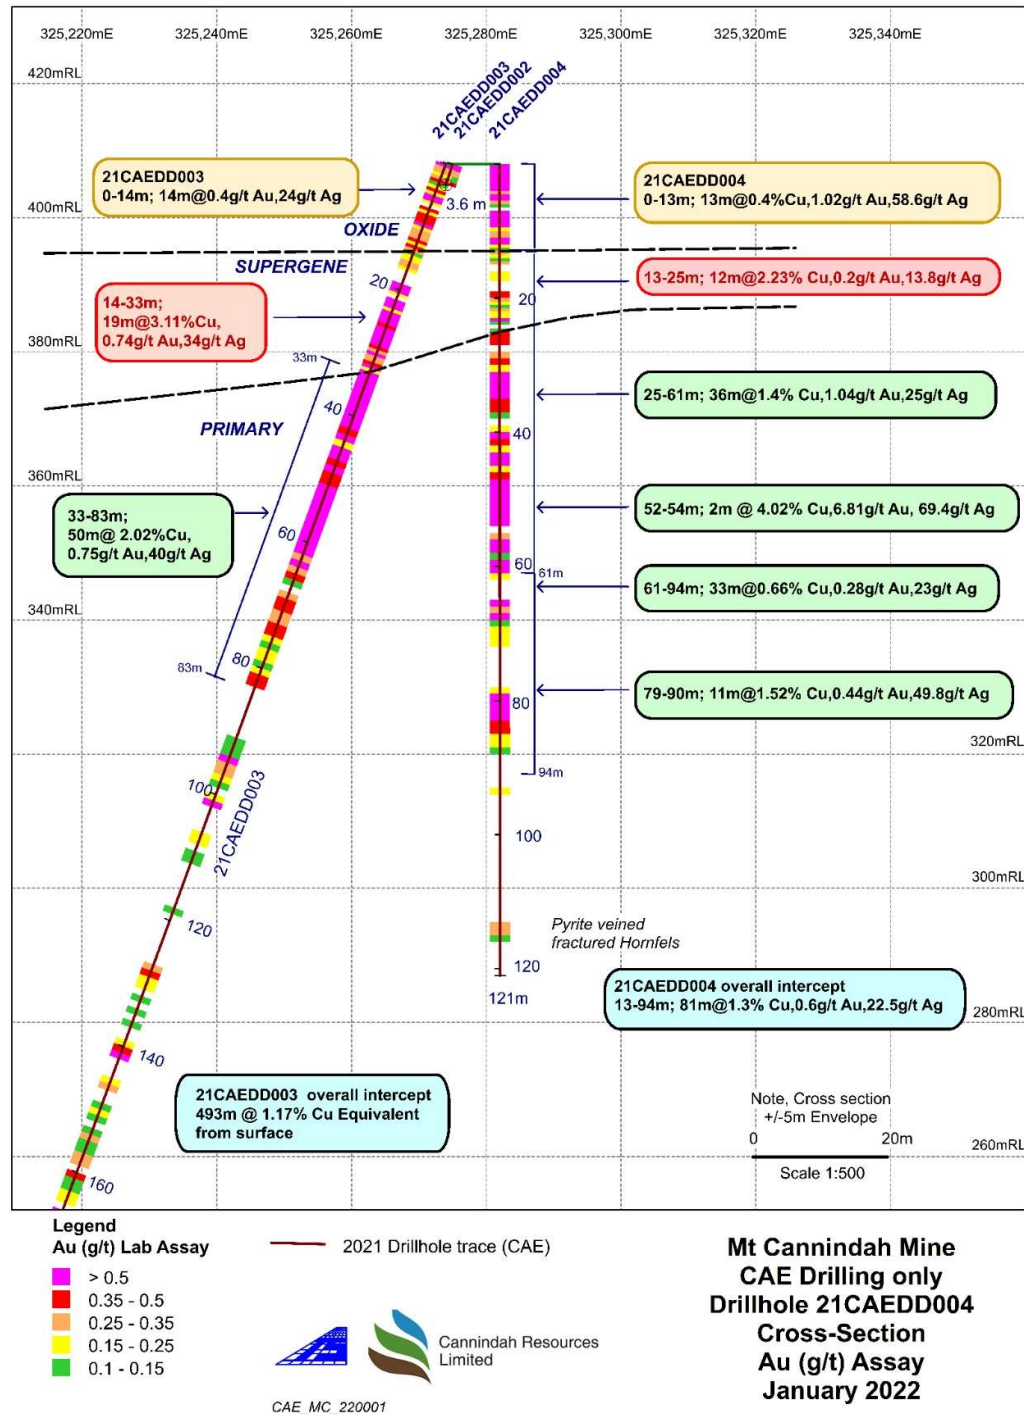 325,220mE 325,240mE 325,260mE 325,280mE 325,300mE 325,320mE 325,340mE
420mRL
21CAEDD003
21CAEDD002
21CAEDD004
21CAEDD003
0-14m; 14m@0.4g/t Au,24g/t Ag
21CAEDD004
0-13m; 13m@0.4%Cu,1.02g/t Au,58.6g/t Ag
400mRL
3.6 m
OXIDE
SUPERGENE
14-33m;
19m@3.11%Cu,
0.74g/t Au,34g/t Ag
20
20
13-25m; 12m@2.23% Cu,0.2g/t Au,13.8g/t Ag
380mRL
33m
PRIMARY
40
40
25-61m; 36m@1.4% Cu,1.04g/t Au,25g/t Ag
360mRL
33-83m;
50m@ 2.02%Cu,
0.75g/t Au,40g/t Ag
60
60
61m
52-54m; 2m @ 4.02% Cu,6.81g/t Au, 69.4g/t Ag
61-94m; 33m@0.66% Cu,0.28g/t Au,23g/t Ag
340mRL
83m
80
80
79-90m; 11m@1.52% Cu,0.44g/t Au,49.8g/t Ag
320mRL
94m
100
21CAEDD003
100
300mRL
120
120
121m
Pyrite veined
fractured Hornfels
21CAEDD004 overall intercept
13-94m; 81m@1.3% Cu,0.6g/t Au,22.5g/t Ag
280mRL
280mRL
140
21CAEDD003 overall intercept
493m @ 1.17% Cu Equivalent
from surface
Note, Cross section
+/-5m Envelope
0 20m
Scale 1:500
260mRL
260mRL
160
Legend
Au (g/t) Lab Assay
> 0.5
0.35 - 0.5
0.25 - 0.35
0.15 - 0.25
0.1 - 0.15
2021 Drillhole trace (CAE)
Cannindah Resources
Limited
CAE_MC_220001
Mt Cannindah Mine
CAE Drilling only
Drillhole 21CAEDD004
Cross-Section
Au (g/t) Assay
January 2022